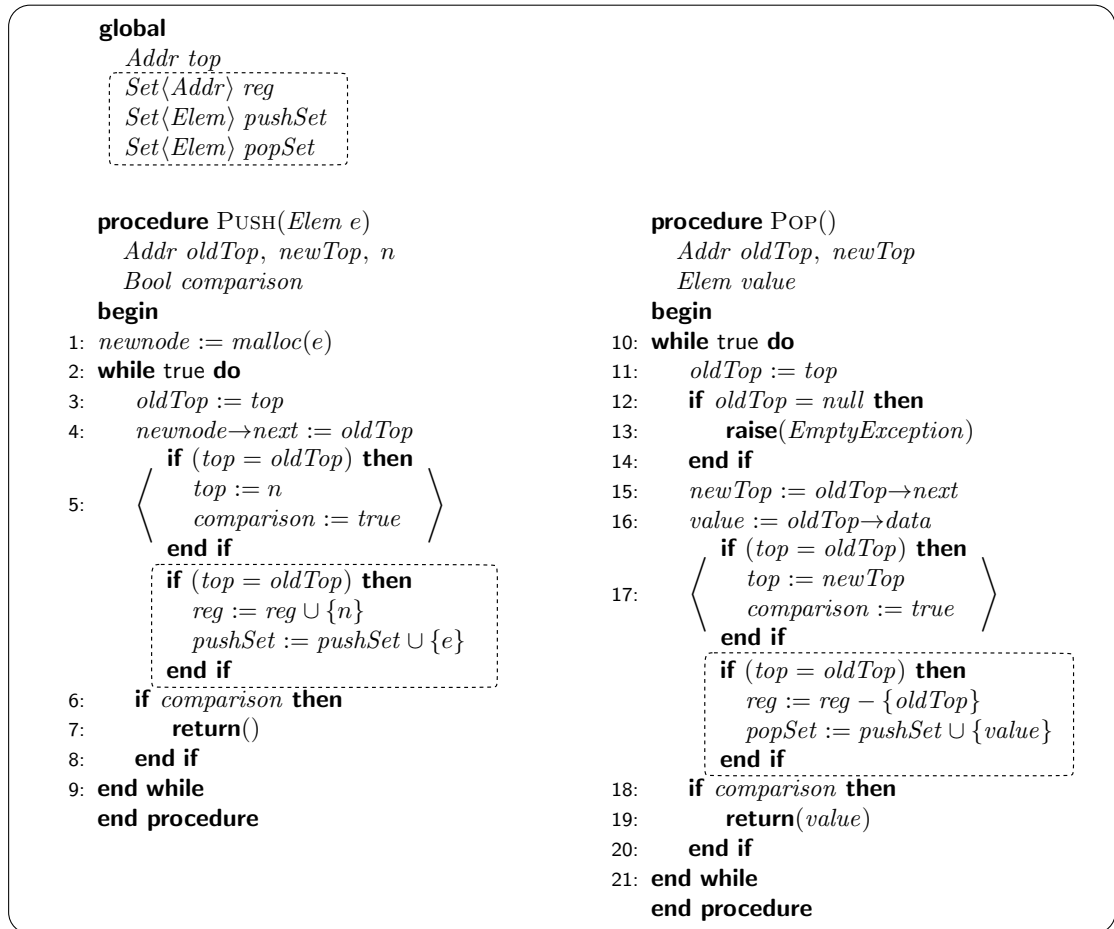 global
Addr top
Set⟨Addr⟩ reg
Set⟨Elem⟩ pushSet
Set⟨Elem⟩ popSet
procedure PUSH(Elem e)
Addr oldTop, newTop, n
Bool comparison
begin
1: newnode := malloc(e)
2: while true do
3: oldTop := top
4: newnode→next := oldTop
if (top = oldTop) then
5: top := n
comparison := true
end if
if (top = oldTop) then
reg := reg ∪ {n}
pushSet := pushSet ∪ {e}
end if
6: if comparison then
7: return()
8: end if
9: end while
end procedure
procedure POP()
Addr oldTop, newTop
Elem value
begin
10: while true do
11: oldTop := top
12: if oldTop = null then
13: raise(EmptyException)
14: end if
15: newTop := oldTop→next
16: value := oldTop→data
if (top = oldTop) then
17: top := newTop
comparison := true
end if
if (top = oldTop) then
reg := reg − {oldTop}
popSet := pushSet ∪ {value}
end if
18: if comparison then
19: return(value)
20: end if
21: end while
end procedure